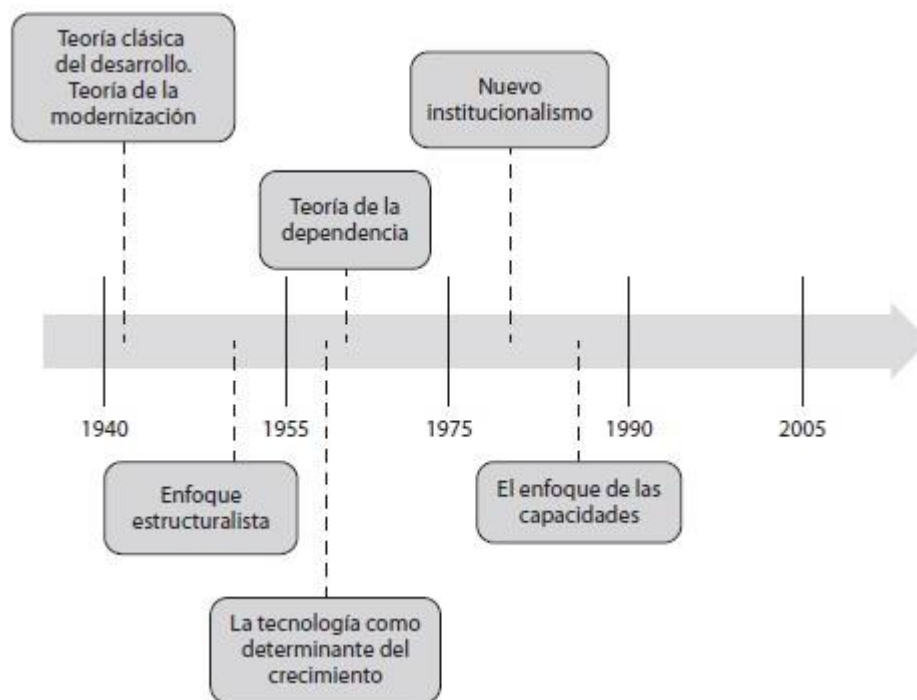 Teoría clásica
del desarrollo.
Teoría de la
modernización
Nuevo
institucionalismo
Teoría de la
dependencia
1940
1955
1975
1990
2005
Enfoque
estructuralista
El enfoque de las
capacidades
La tecnología como
determinante del
crecimiento